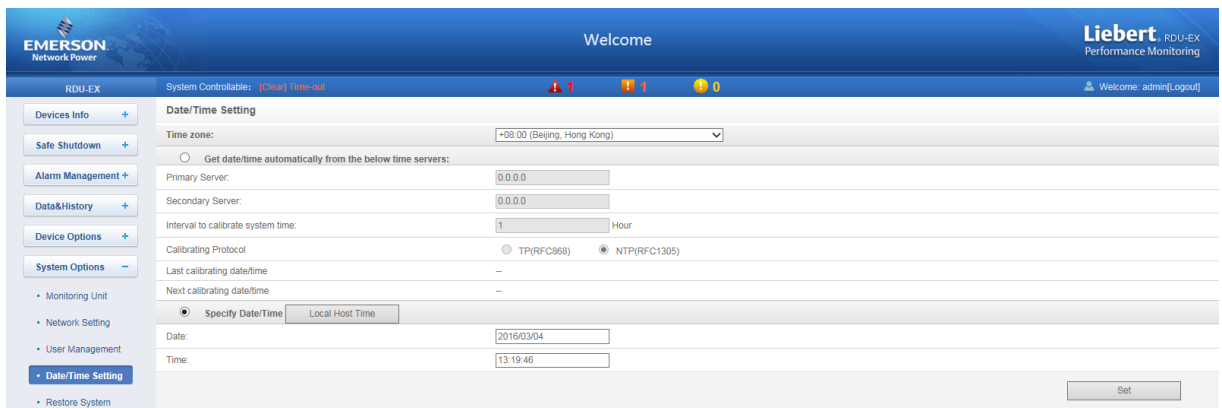 EMERSON.
Network Power
Welcome
Liebert. RDU-EX
Performance Monitoring
RDU-EX
System Controllable: [Clear] Time-out
1
1
0
Welcome: admin[Logout]
Devices Info +
Safe Shutdown +
Alarm Management +
Data&History +
Device Options +
System Options −
• Monitoring Unit
• Network Setting
• User Management
• Date/Time Setting
• Restore System
Date/Time Setting
Time zone: +08:00 (Beijing, Hong Kong)
Get date/time automatically from the below time servers:
Primary Server: 0.0.0.0
Secondary Server: 0.0.0.0
Interval to calibrate system time: 1 Hour
Calibrating Protocol TP(RFC868) NTP(RFC1305)
Last calibrating date/time --
Next calibrating date/time --
Specify Date/Time Local Host Time
Date: 2016/03/04
Time: 13:19:46
Set